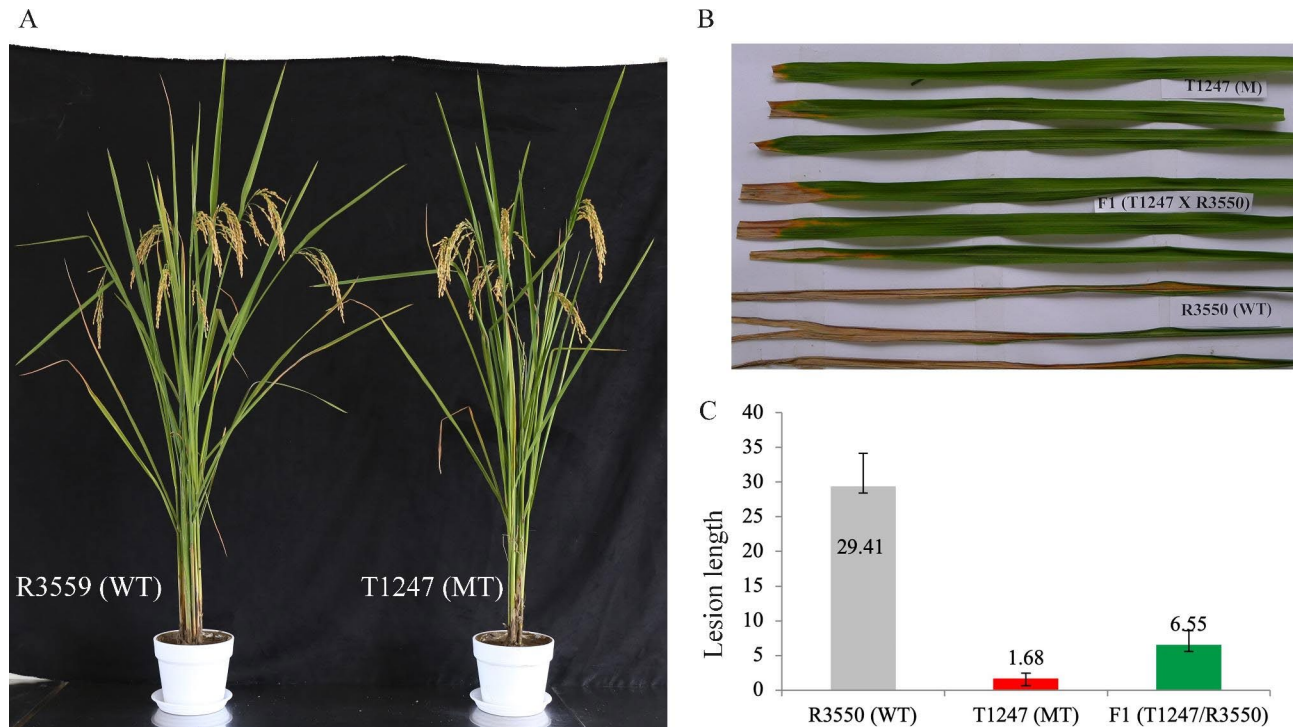 A
R3559 (WT)
T1247 (MT)
B
T1247 (M)
F1 (T1247 X R3550)
R3550 (WT)
C
Lesion length
40
35
30
25
20
15
10
5
0
29.41
1.68
6.55
R3550 (WT)
T1247 (MT)
F1 (T1247/R3550)